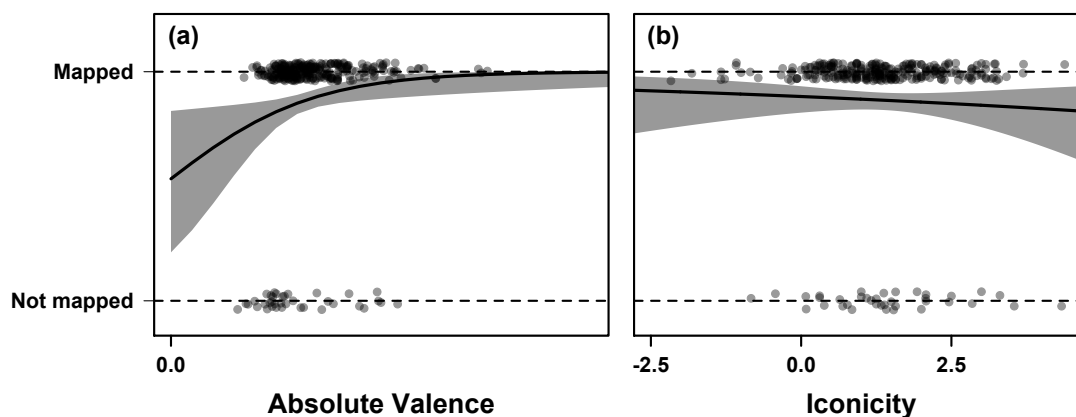 (a)
(b)
Mapped
Not mapped
0.0
-2.5
0.0
2.5
Absolute Valence
Iconicity